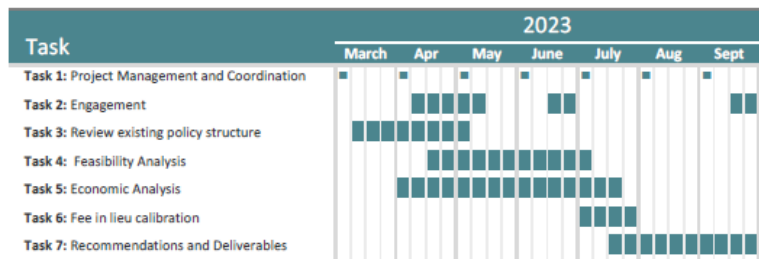 2023
Task
March Apr May June July Aug Sept
Task 1: Project Management and Coordination
Task 2: Engagement
Task 3: Review existing policy structure
Task 4: Feasibility Analysis
Task 5: Economic Analysis
Task 6: Fee in lieu calibration
Task 7: Recommendations and Deliverables